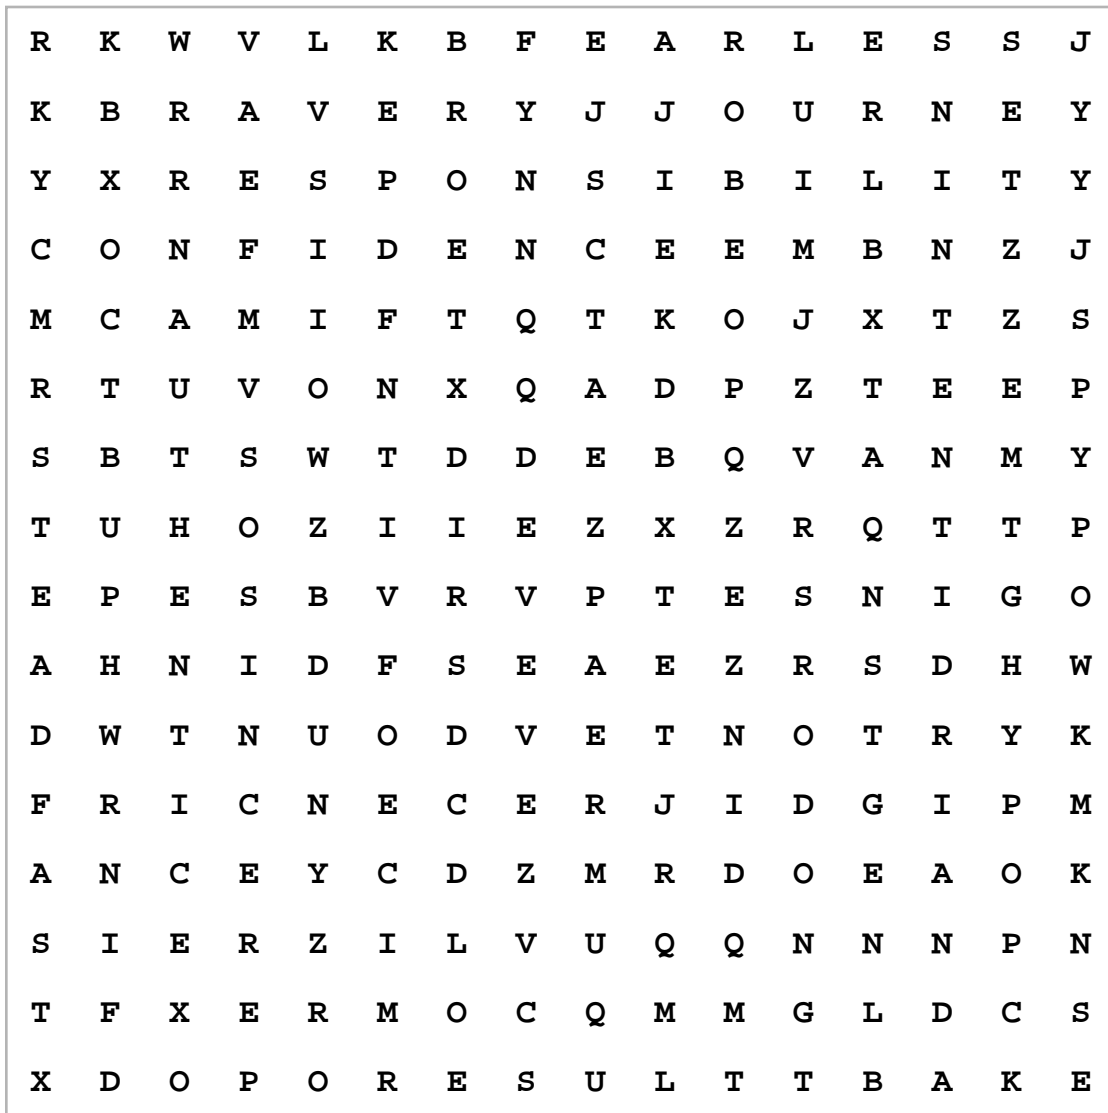 R K W V L K B F E A R L E S S J
K B R A V E R Y J J O U R N E Y
Y X R E S P O N S I B I L I T Y
C O N F I D E N C E E M B N Z J
M C A M I F T Q T K O J X T Z S
R T U V O N X Q A D P Z T E E P
S B T S W T D D E B Q V A N M Y
T U H O Z I I E Z X Z R Q T T P
E P E S B V R V P T E S N I G O
A H N I D F S E A E Z R S D H W
D W T N U O D V E T N O T R Y K
F R I C N E C E R J I D G I P M
A N C E Y C D Z M R D O E A O K
S I E R Z I L V U Q Q N N N P N
T F X E R M O C Q M M G L D C S
X D O P O R E S U L T T B A K E